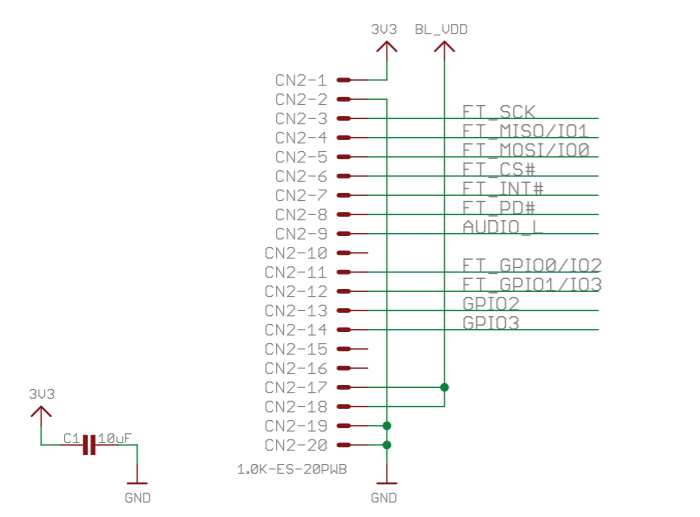 3V3 BL_VDD
CN2-1
CN2-2
CN2-3 FT_SCK
CN2-4 FT_MISO/IO1
CN2-5 FT_MOSI/IO0
CN2-6 FT_CS#
CN2-7 FT_INT#
CN2-8 FT_PD#
CN2-9 AUDIO_L
CN2-10
CN2-11 FT_GPIO0/IO2
CN2-12 FT_GPIO1/IO3
CN2-13 GPIO2
CN2-14 GPIO3
CN2-15
CN2-16
CN2-17
CN2-18
CN2-19
CN2-20
1.0K-ES-20PWB
GND
3V3
C1 10uF
GND